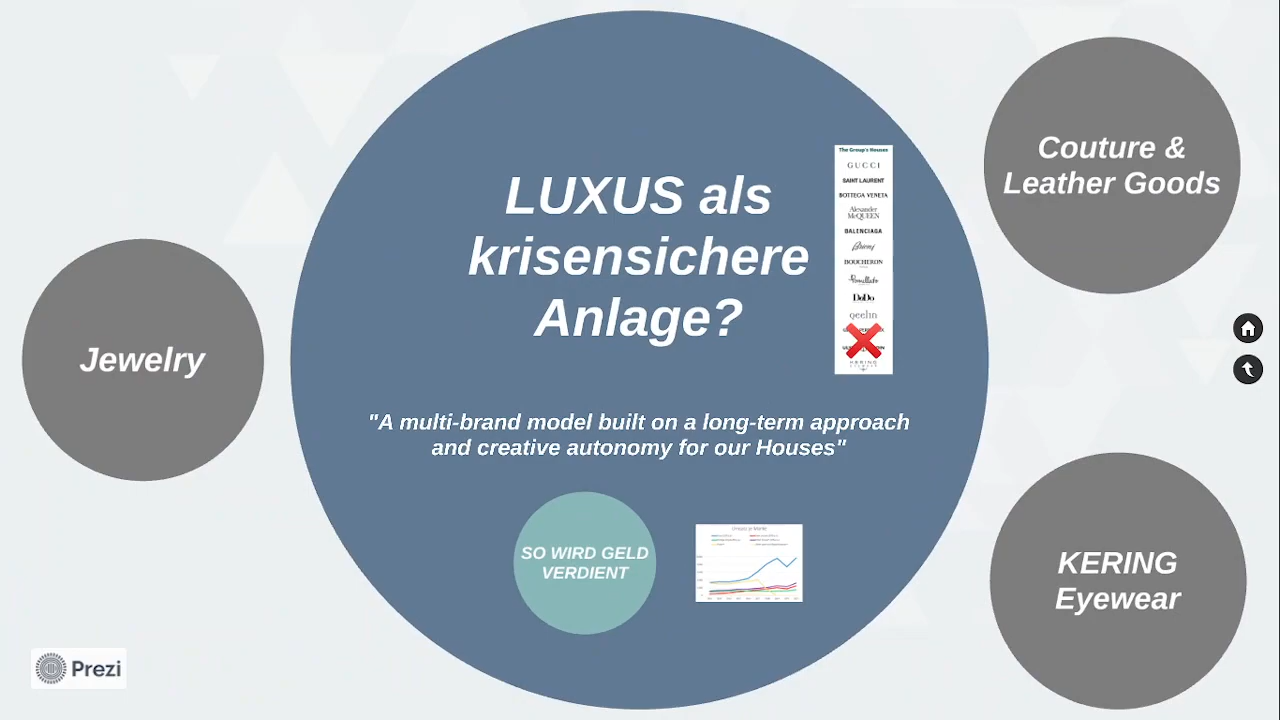 LUXUS als
krisensichere
Anlage?
The Group's Houses
GUCCI
SAINT LAURENT
BOTTEGA VENETA
Alexander
McQUEEN
BALENCIAGA
Brioni
BOUCHERON
Pomellato
DoDo
qeelin
KERING
"A multi-brand model built on a long-term approach
and creative autonomy for our Houses"
SO WIRD GELD
VERDIENT
Jewelry
Couture &
Leather Goods
KERING
Eyewear
Prezi